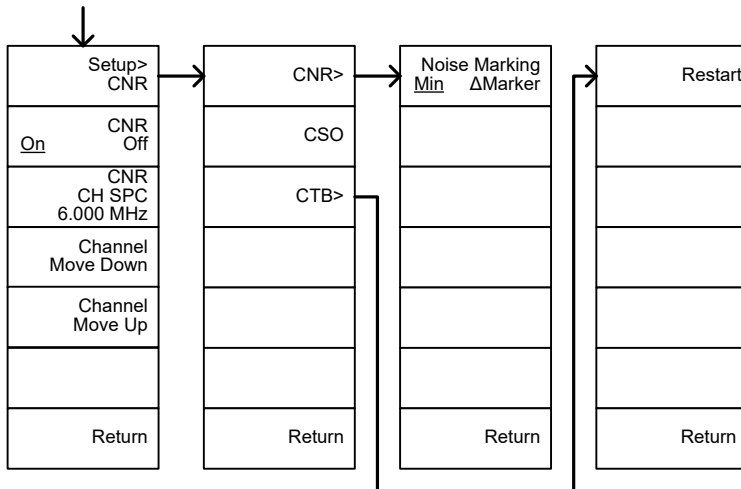 Setup>
CNR
CNR
On Off
CNR
CH SPC
6.000 MHz
Channel
Move Down
Channel
Move Up
Return
CNR>
CSO
CTB>
Return
Noise Marking
Min ΔMarker
Return
Restart
Return